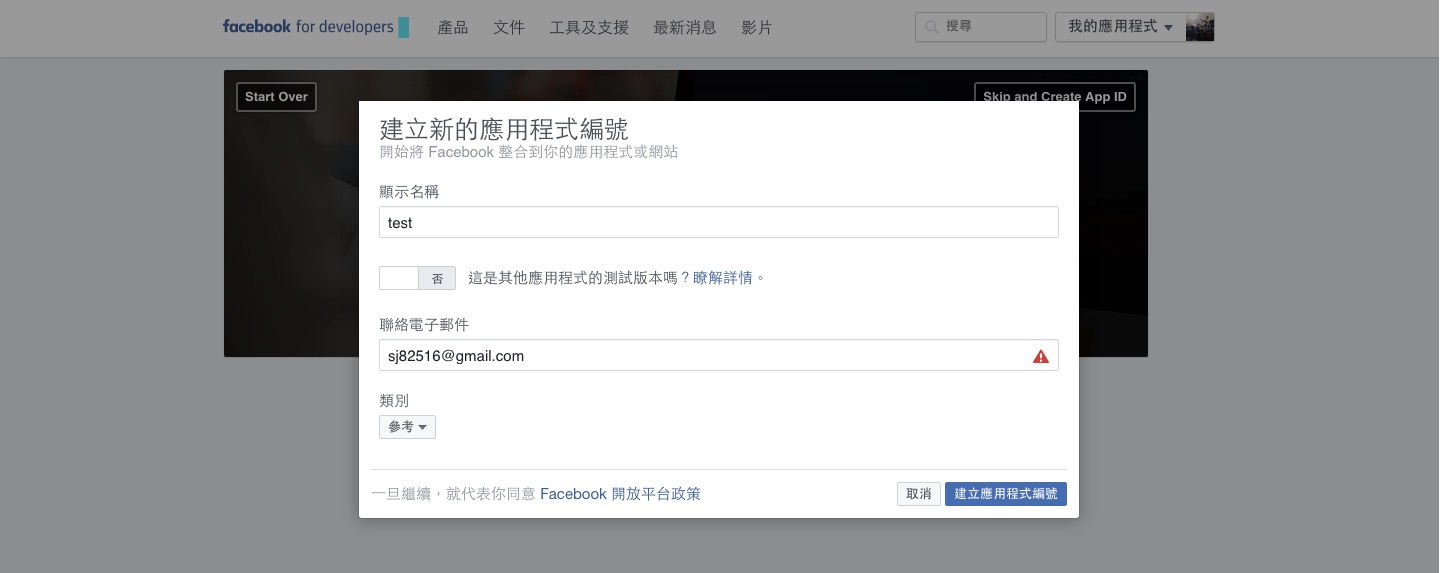 facebook for developers 產品 文件 工具及支援 最新消息 影片 搜尋 我的應用程式
Start Over Skip and Create App ID
建立新的應用程式編號
開始將 Facebook 整合到你的應用程式或網站
顯示名稱
test
否 這是其他應用程式的測試版本嗎？瞭解詳情。
聯絡電子郵件
sj82516@gmail.com
類別
參考
一旦繼續，就代表你同意 Facebook 開放平台政策 取消 建立應用程式編號